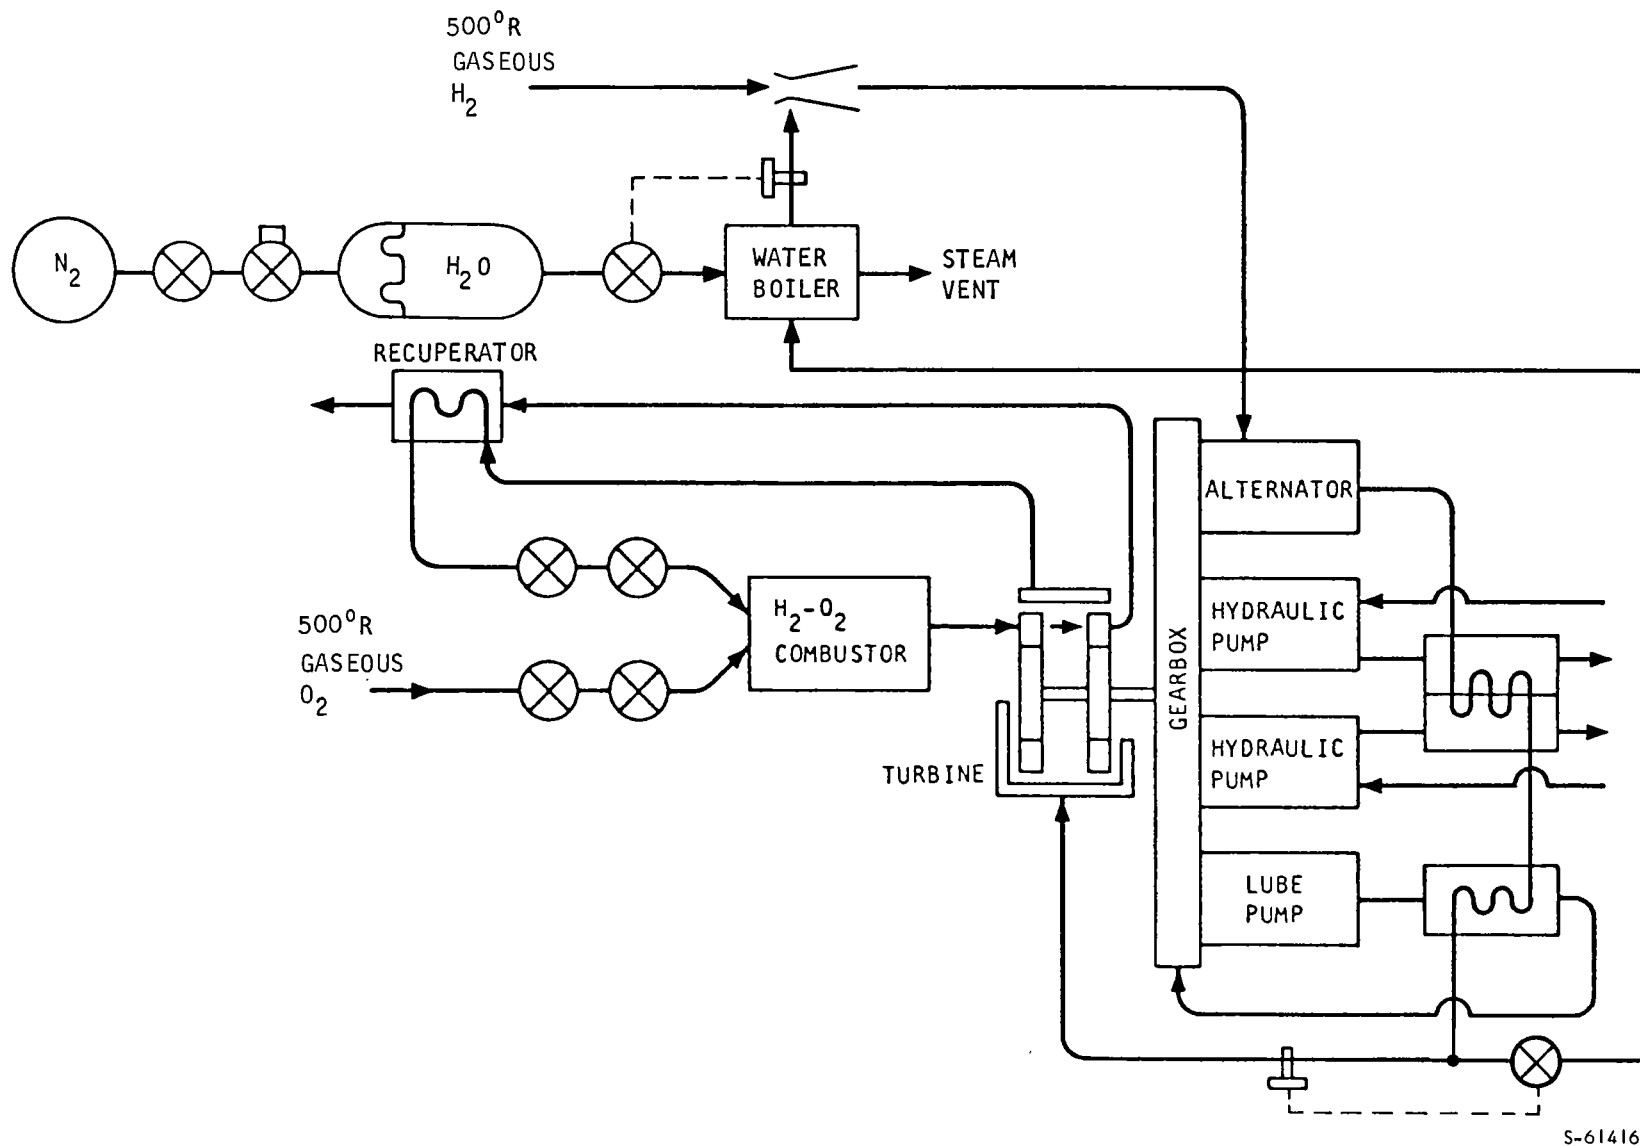 500°R
GASEOUS
H2
N2
H2O
WATER
BOILER
STEAM
VENT
RECUPERATOR
ALTERNATOR
500°R
GASEOUS
O2
H2-O2
COMBUSTOR
HYDRAULIC
PUMP
GEARBOX
HYDRAULIC
PUMP
TURBINE
LUBE
PUMP
S-61416